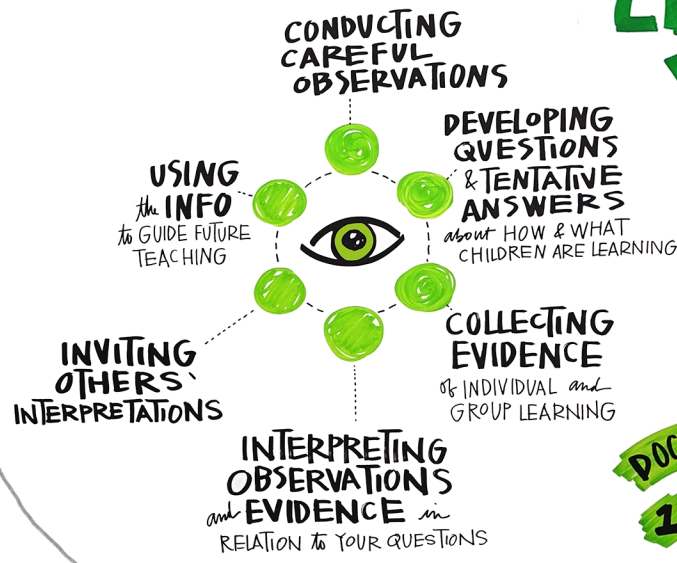 CONDUCTING
CAREFUL
OBSERVATIONS
DEVELOPING
QUESTIONS
& TENTATIVE
ANSWERS
about HOW & WHAT
CHILDREN ARE LEARNING
COLLECTING
EVIDENCE
of INDIVIDUAL and
GROUP LEARNING
INTERPRETING
OBSERVATIONS
and EVIDENCE in
RELATION to YOUR QUESTIONS
INVITING
OTHERS'
INTERPRETATIONS
USING
the INFO
to GUIDE FUTURE
TEACHING
DOC
1